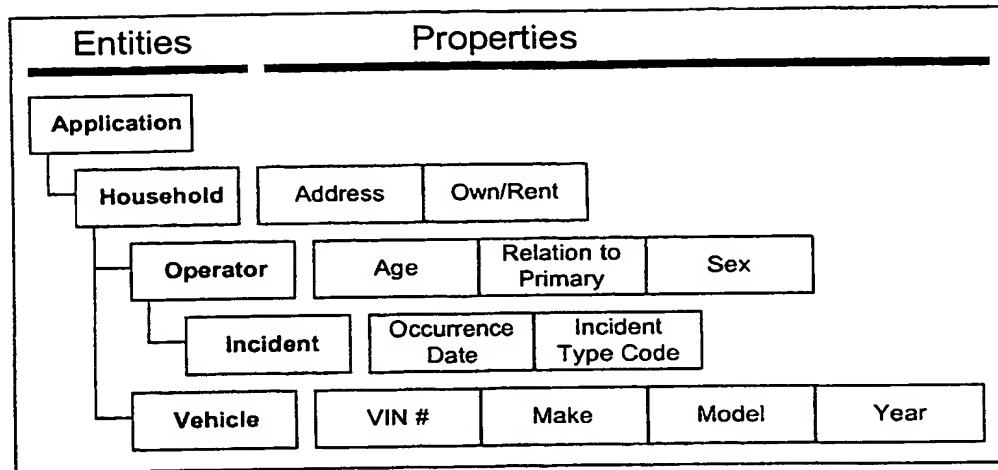 Entities Properties
Application
Household Address Own/Rent
Operator Age Relation to Primary Sex
Incident Occurrence Date Incident Type Code
Vehicle VIN # Make Model Year